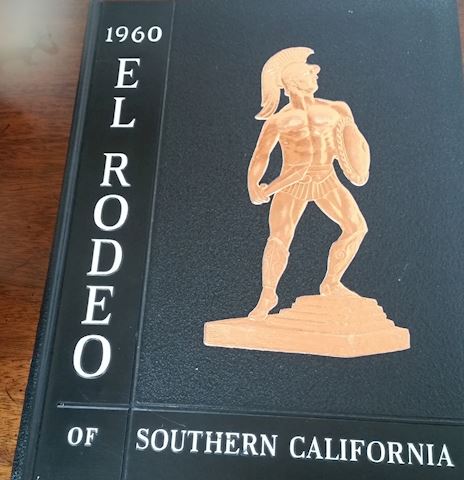 1960
EL RODEO
OF SOUTHERN CALIFORNIA